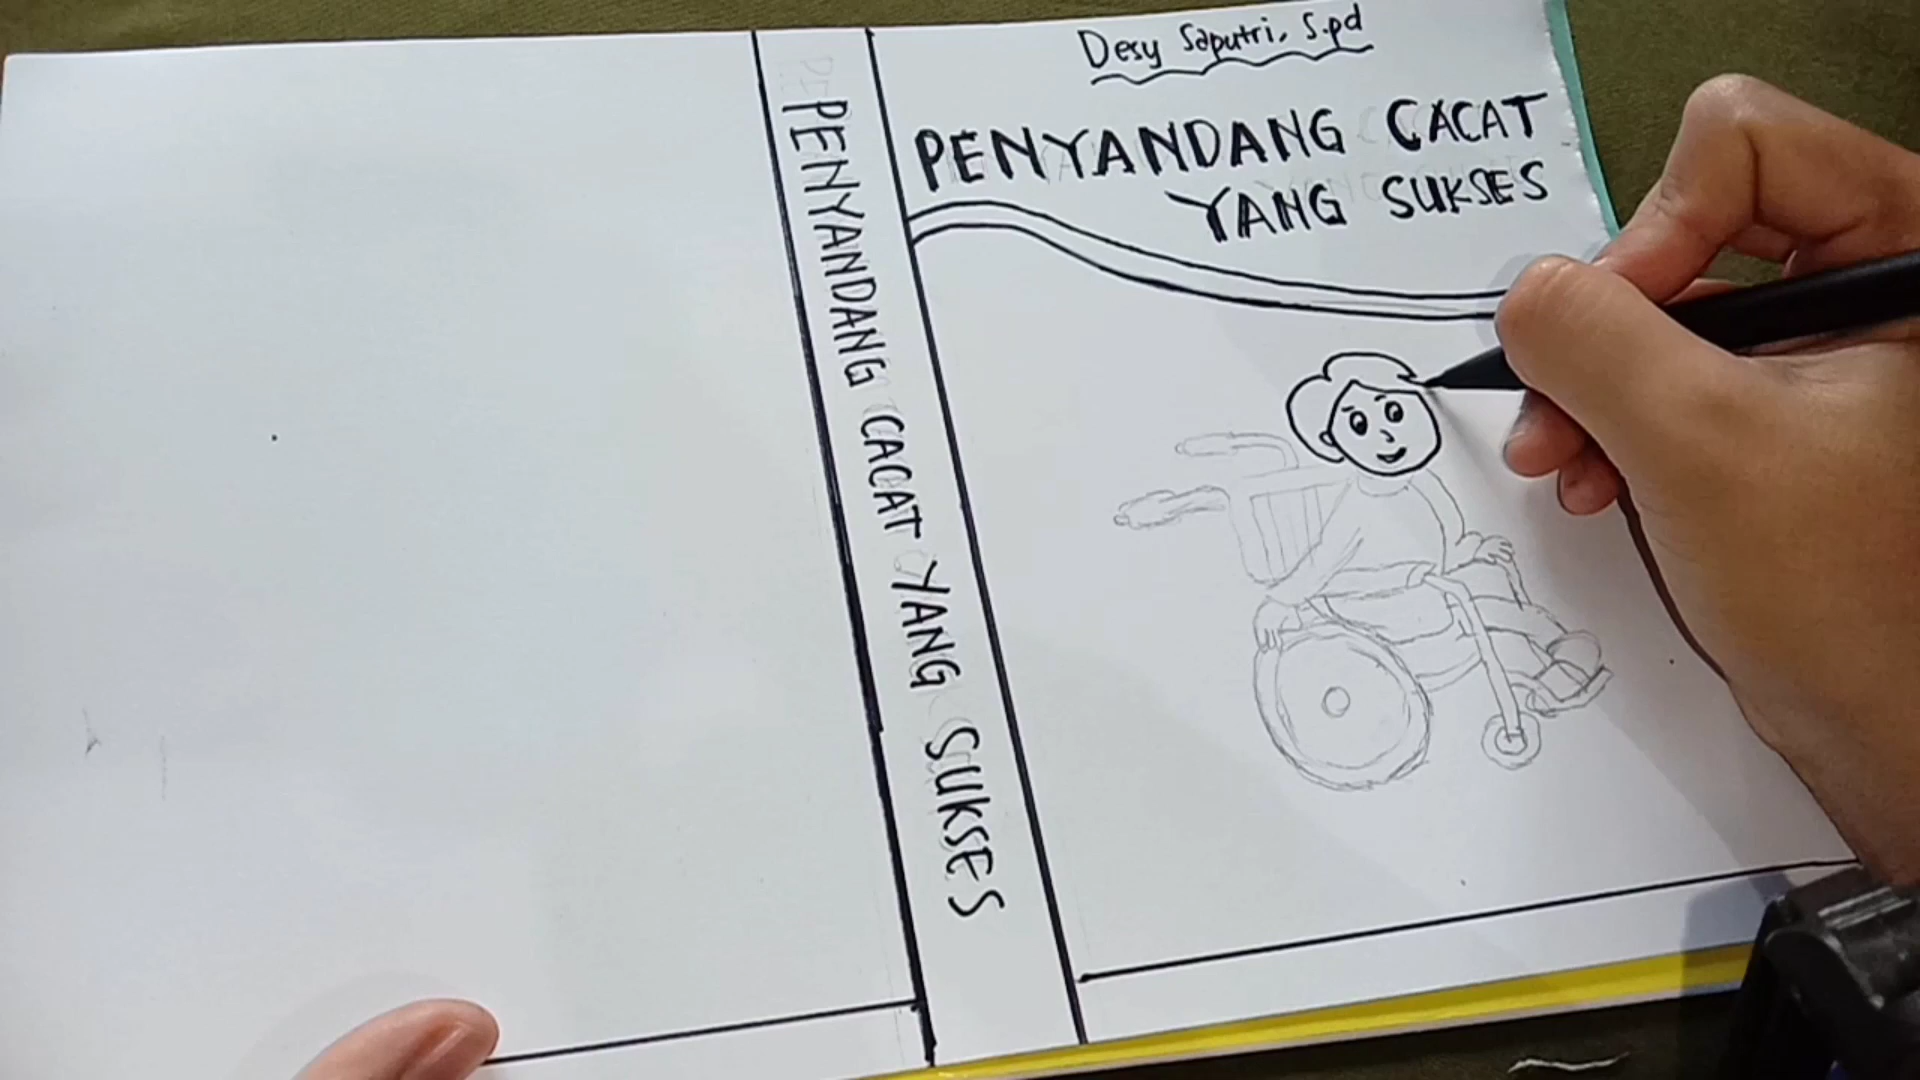 Desy Saputri, S.pd
PENYANDANG CACAT
YANG SUKSES
PENYANDANG CACAT YANG SUKSES